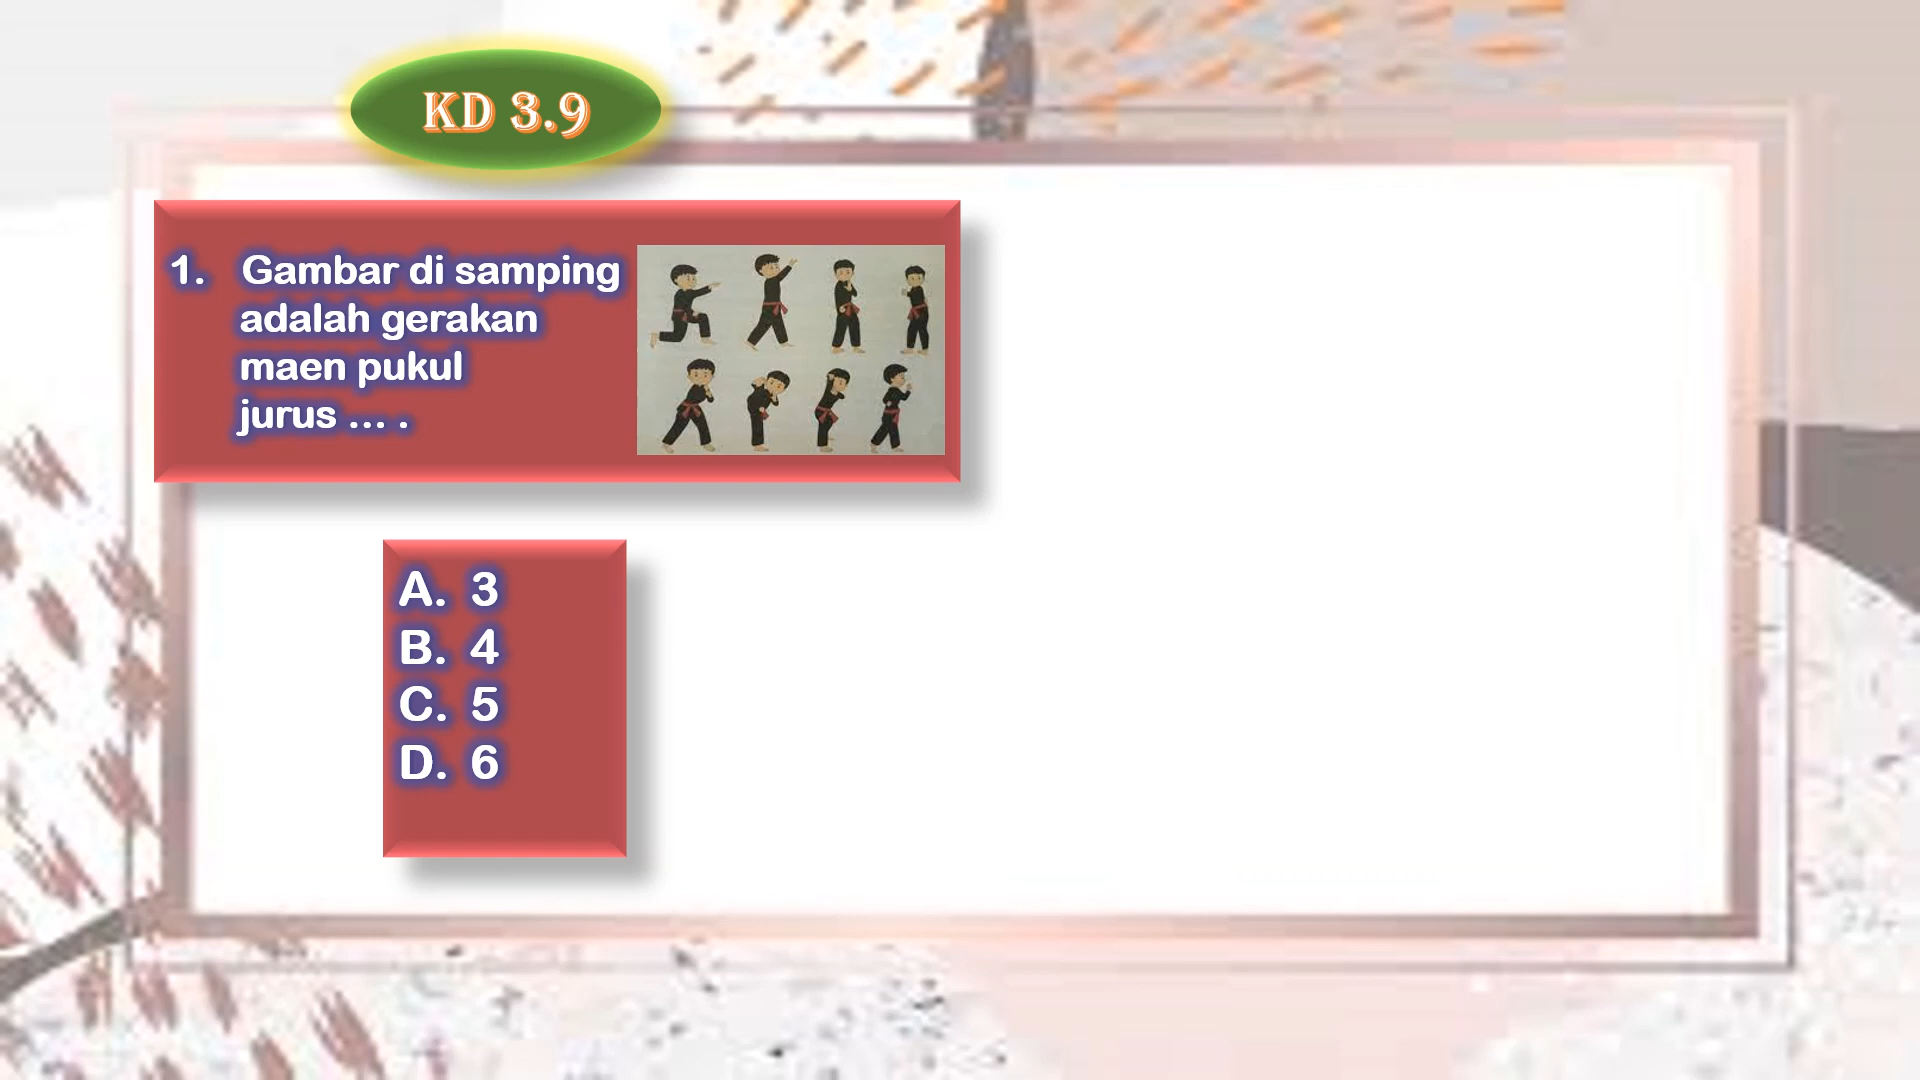 KD 3.9
1. Gambar di samping
adalah gerakan
maen pukul
jurus ... .
A. 3
B. 4
C. 5
D. 6